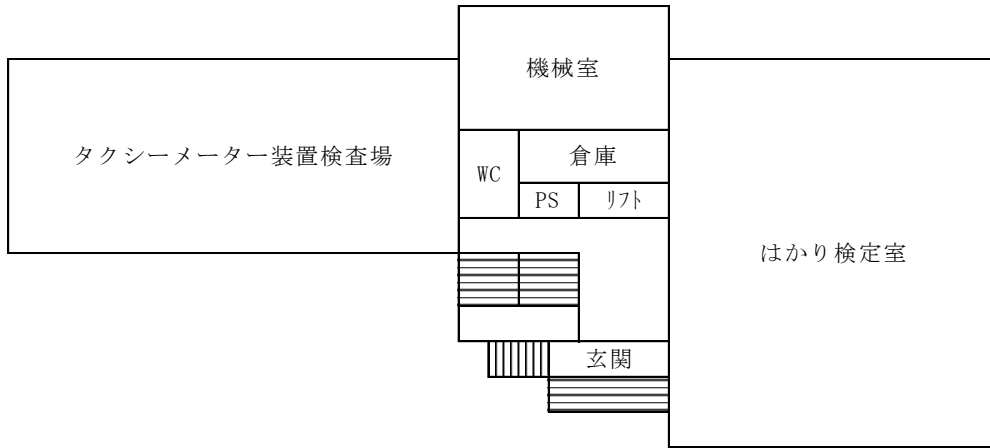 機械室
タクシーメーター装置検査場
WC
倉庫
PS
ﾘﾌﾄ
はかり検定室
玄関